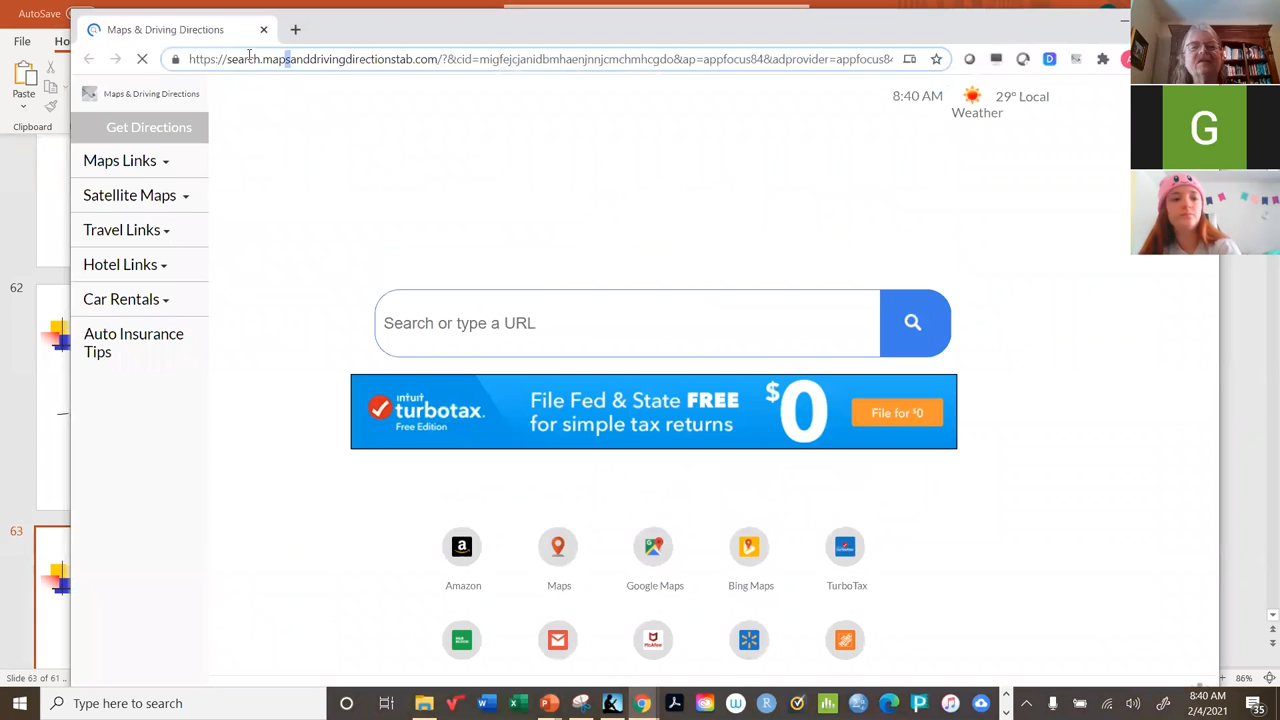 AutoSave
Maps & Driving Directions
File
H
https://search.mapsanddrivingdirectionstab.com/?&cid=migfejcjanidbmhaenjnnjcmchmhcgdo&ap=appfocus84&adprovider=appfocus84
Paste
Clipboard
Maps & Driving Directions
8:40 AM
29° Local
Weather
Get Directions
Maps Links
Satellite Maps
Travel Links
Hotel Links
Car Rentals
Auto Insurance
Tips
G
62
63
Search or type a URL
intuit
turbotax.
Free Edition
File Fed & State FREE
for simple tax returns
$0
File for $0
Amazon
Maps
Google Maps
Bing Maps
TurboTax
McAfee
Slide 63 of 61
86%
Type here to search
8:40 AM
2/4/2021
35